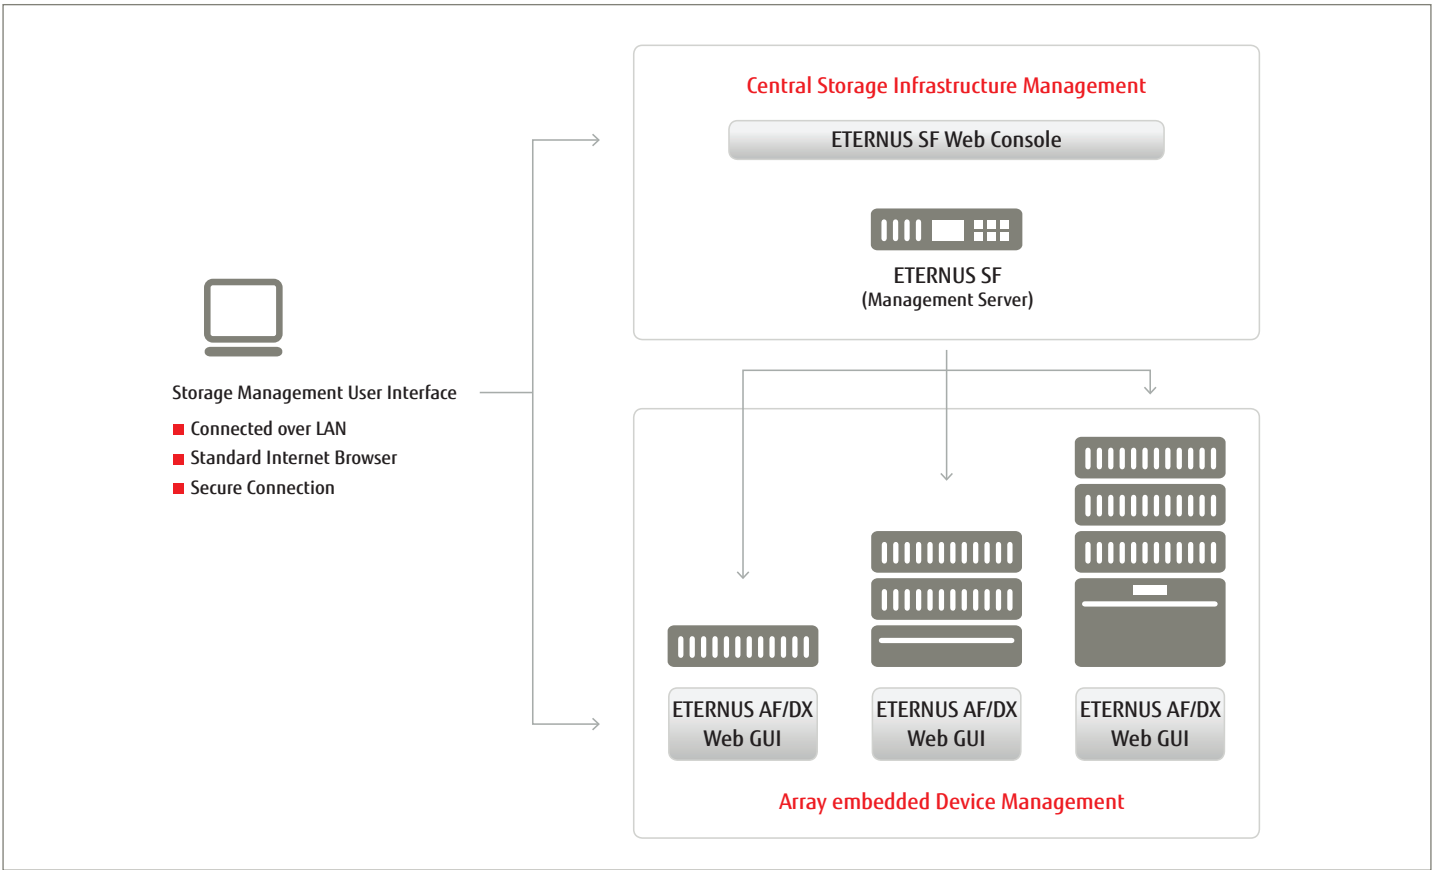 Central Storage Infrastructure Management
ETERNUS SF Web Console
ETERNUS SF
(Management Server)
Storage Management User Interface
Connected over LAN
Standard Internet Browser
Secure Connection
ETERNUS AF/DX
Web GUI
ETERNUS AF/DX
Web GUI
ETERNUS AF/DX
Web GUI
Array embedded Device Management